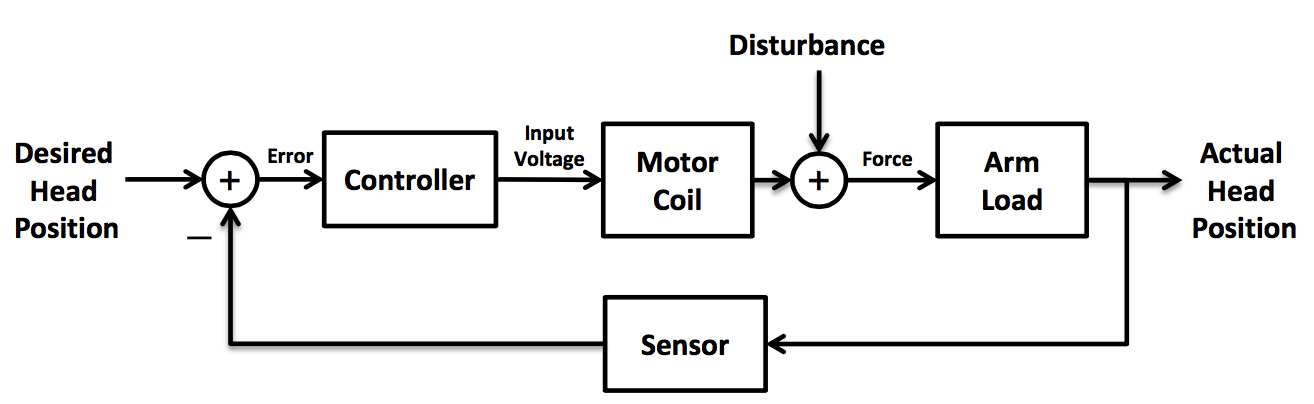 Disturbance
Desired
Head
Position
+
−
Error
Controller
Input
Voltage
Motor
Coil
+
Force
Arm
Load
Actual
Head
Position
Sensor